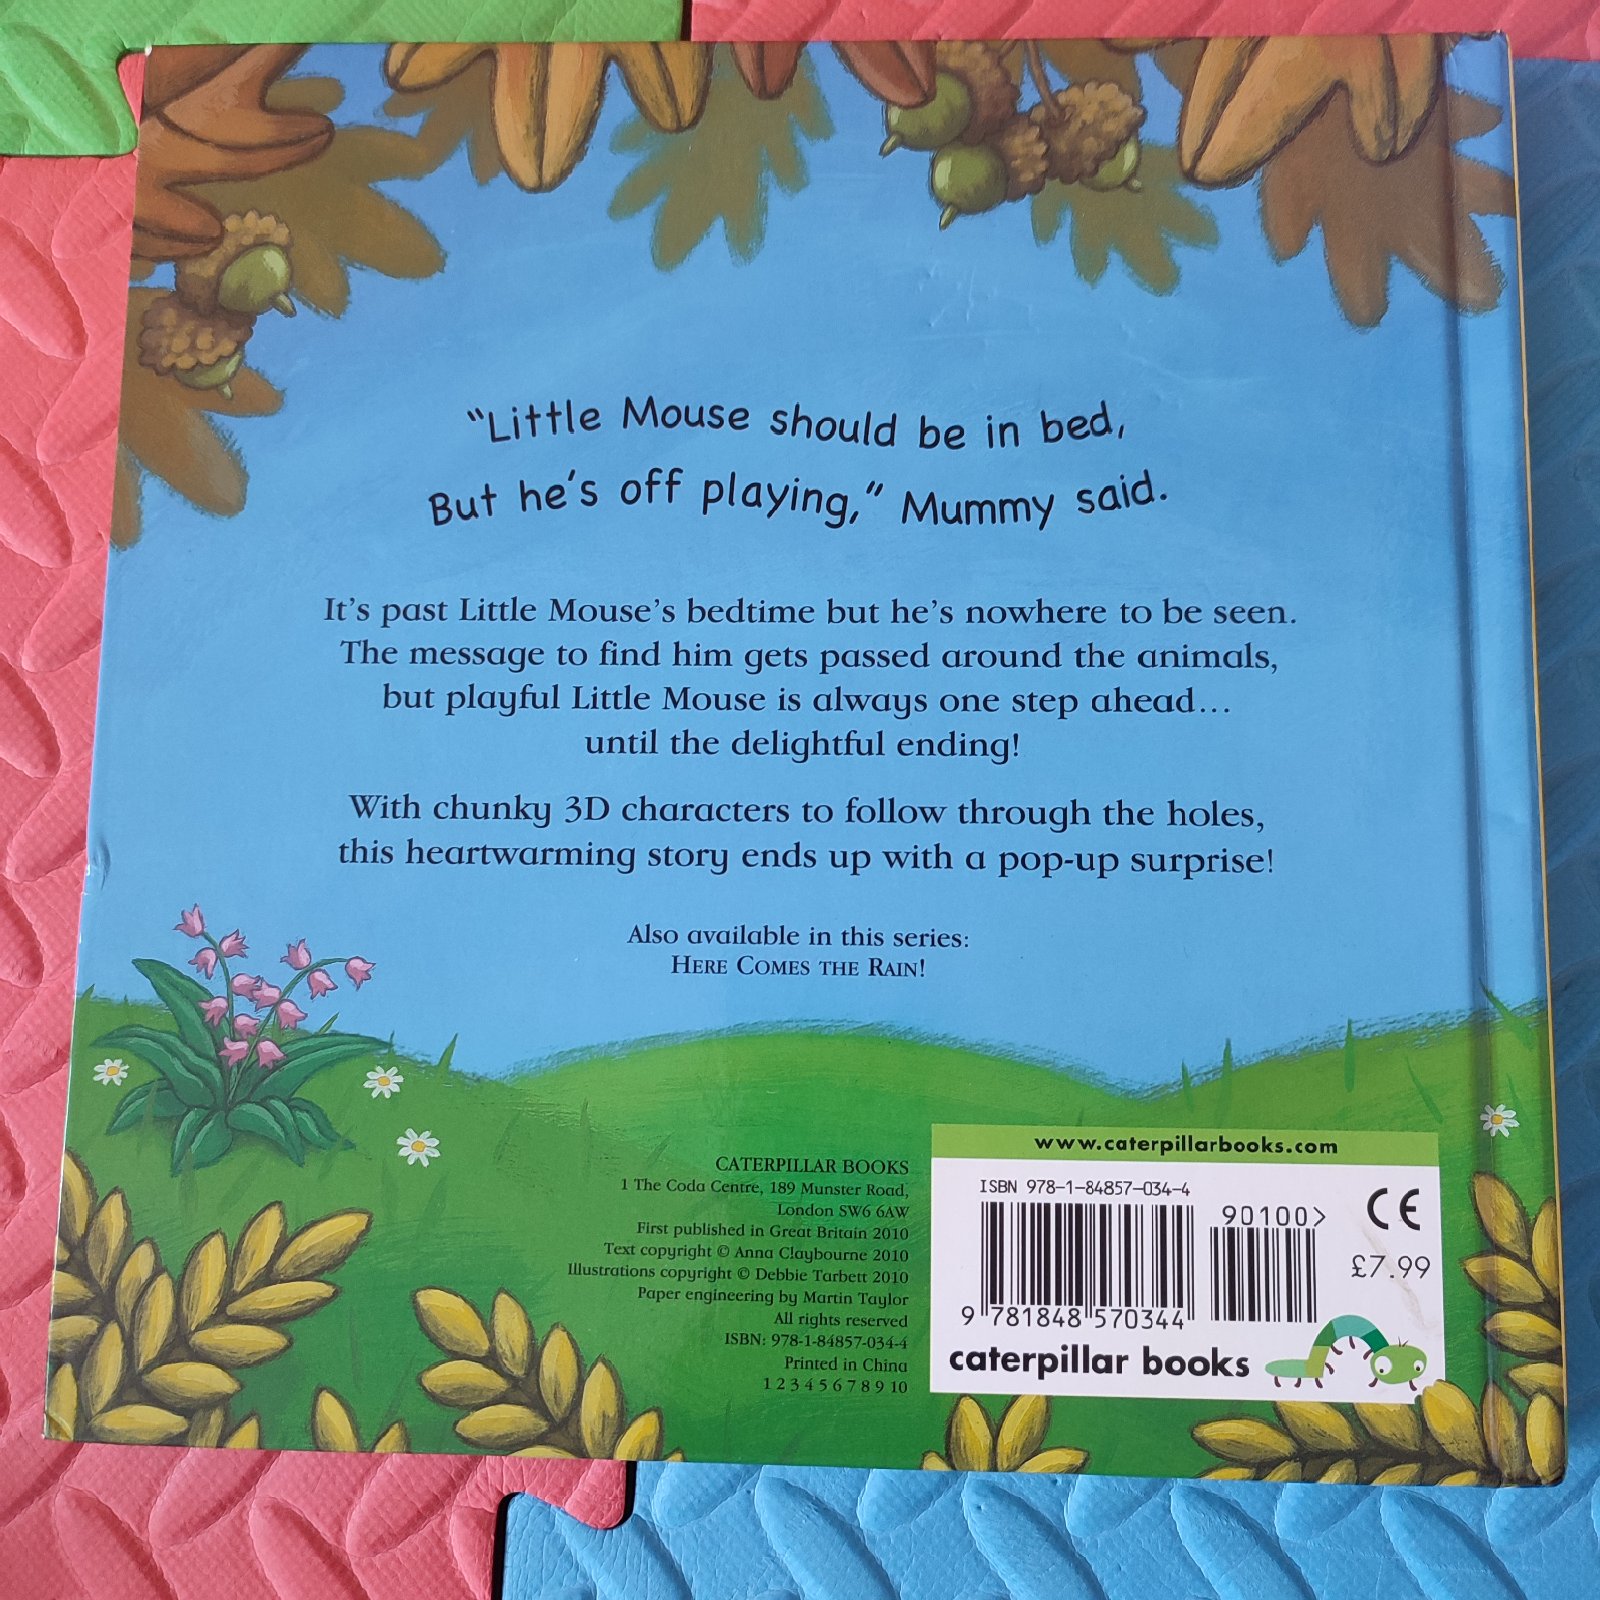 “Little Mouse should be in bed,
But he's off playing,” Mummy said.
It's past Little Mouse's bedtime but he's nowhere to be seen.
The message to find him gets passed around the animals,
but playful Little Mouse is always one step ahead...
until the delightful ending!
With chunky 3D characters to follow through the holes,
this heartwarming story ends up with a pop-up surprise!
Also available in this series:
HERE COMES THE RAIN!
CATERPILLAR BOOKS
1 The Coda Centre, 189 Munster Road,
London SW6 6AW
First published in Great Britain 2010
Text copyright © Anna Claybourne 2010
Illustrations copyright © Debbie Tarbett 2010
Paper engineering by Martin Taylor
All rights reserved
ISBN: 978-1-84857-034-4
Printed in China
1 2 3 4 5 6 7 8 9 10
www.caterpillarbooks.com
ISBN 978-1-84857-034-4
90100>
CE
£7.99
9 781848 570344
caterpillar books